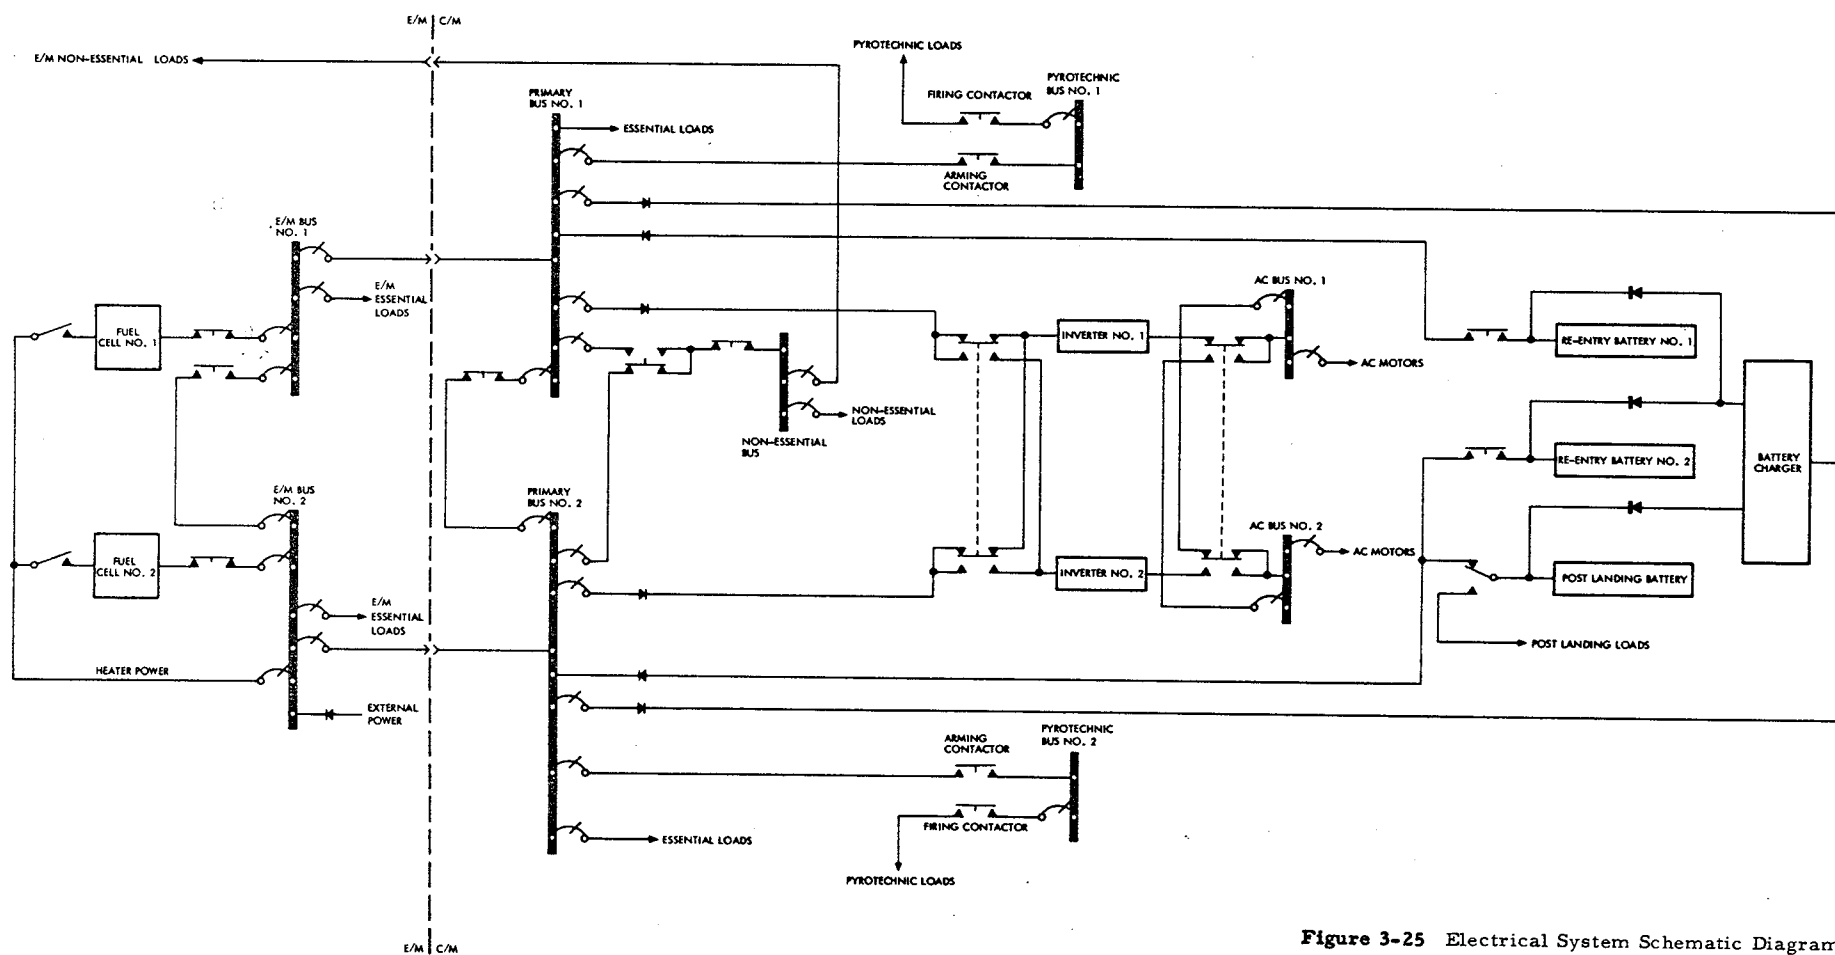 E/M C/M
E/M NON-ESSENTIAL LOADS
PYROTECHNIC LOADS
PYROTECHNIC
BUS NO. 1
FIRING CONTACTOR
PRIMARY
BUS NO. 1
ESSENTIAL LOADS
ARMING
CONTACTOR
E/M BUS
NO. 1
E/M
ESSENTIAL
LOADS
FUEL
CELL NO. 1
AC BUS NO. 1
INVERTER NO. 1
AC MOTORS
RE-ENTRY BATTERY NO. 1
NON-ESSENTIAL
LOADS
NON-ESSENTIAL
BUS
RE-ENTRY BATTERY NO. 2
BATTERY
CHARGER
E/M BUS
NO. 2
PRIMARY
BUS NO. 2
AC BUS NO. 2
AC MOTORS
FUEL
CELL NO. 2
INVERTER NO. 2
POST LANDING BATTERY
E/M
ESSENTIAL
LOADS
POST LANDING LOADS
HEATER POWER
EXTERNAL
POWER
ARMING
CONTACTOR
PYROTECHNIC
BUS NO. 2
FIRING CONTACTOR
ESSENTIAL LOADS
PYROTECHNIC LOADS
E/M C/M
Figure 3-25 Electrical System Schematic Diagram